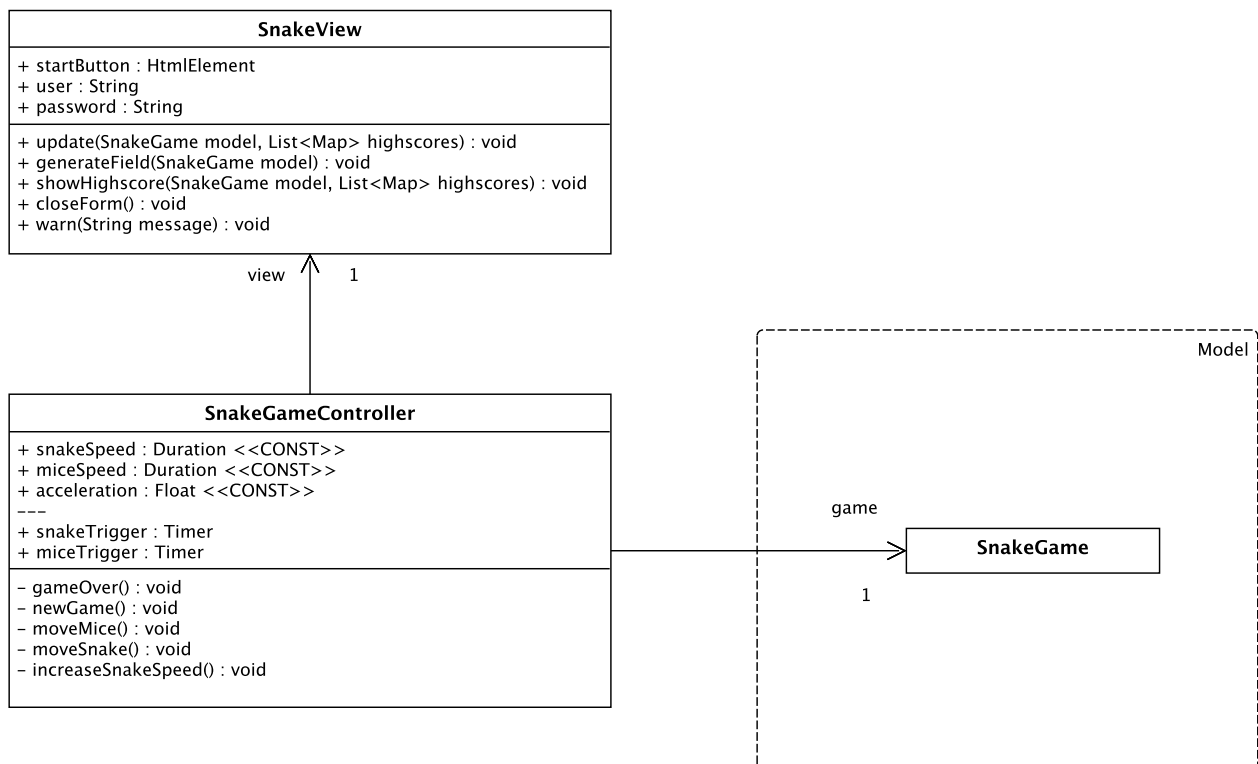 SnakeView
+ startButton : HtmlElement
+ user : String
+ password : String
+ update(SnakeGame model, List<Map> highscores) : void
+ generateField(SnakeGame model) : void
+ showHighscore(SnakeGame model, List<Map> highscores) : void
+ closeForm() : void
+ warn(String message) : void
view 1
Model
SnakeGameController
+ snakeSpeed : Duration <<CONST>>
+ miceSpeed : Duration <<CONST>>
+ acceleration : Float <<CONST>>
---
+ snakeTrigger : Timer
+ miceTrigger : Timer
- gameOver() : void
- newGame() : void
- moveMice() : void
- moveSnake() : void
- increaseSnakeSpeed() : void
game
SnakeGame
1